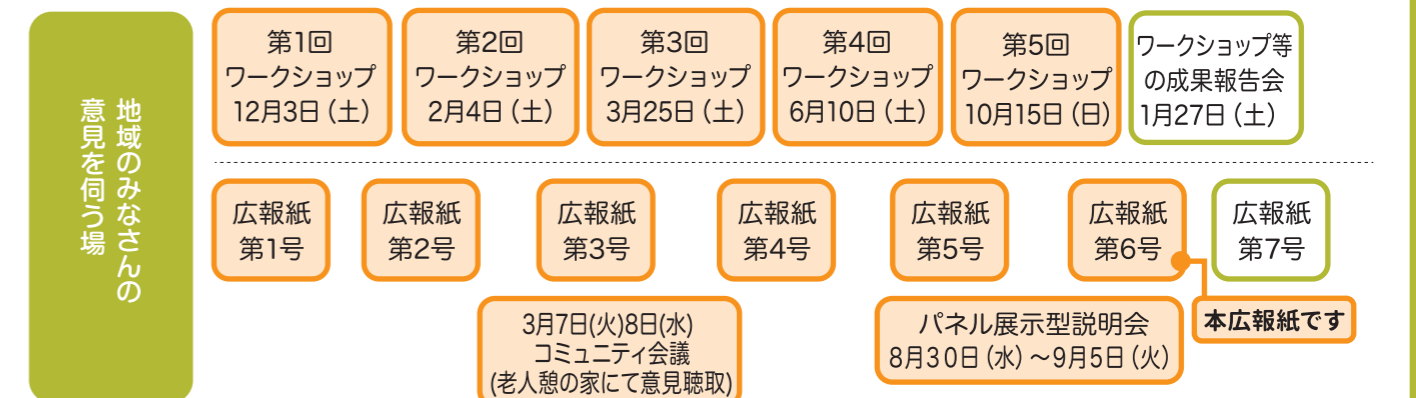 地域のみなさんの
意見を伺う場
第1回
ワークショップ
12月3日（土）
第2回
ワークショップ
2月4日（土）
第3回
ワークショップ
3月25日（土）
第4回
ワークショップ
6月10日（土）
第5回
ワークショップ
10月15日（日）
ワークショップ等
の成果報告会
1月27日（土）
広報紙
第1号
広報紙
第2号
広報紙
第3号
広報紙
第4号
広報紙
第5号
広報紙
第6号
広報紙
第7号
3月7日(火)8日(水)
コミュニティ会議
(老人憩の家にて意見聴取)
パネル展示型説明会
8月30日（水）～9月5日（火）
本広報紙です